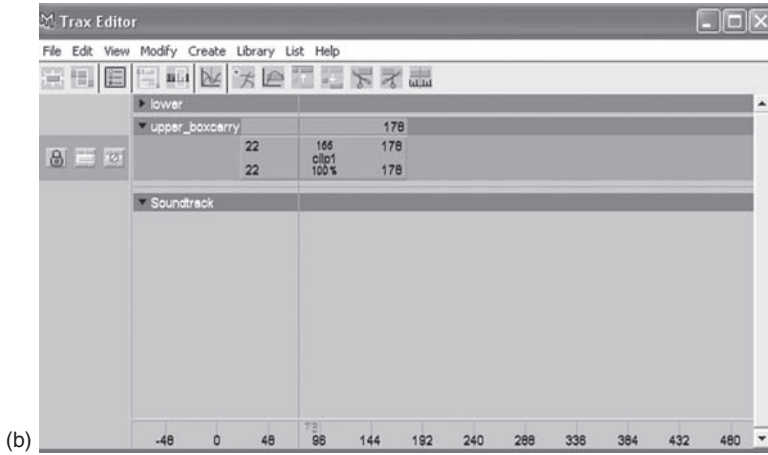 Trax Editor
File Edit View Modify Create Library List Help
lower
upper_boxcarry 178
22 166 178
clip1
22 100% 178
Soundtrack
-48 0 48 96 144 192 240 288 336 384 432 480
(b)